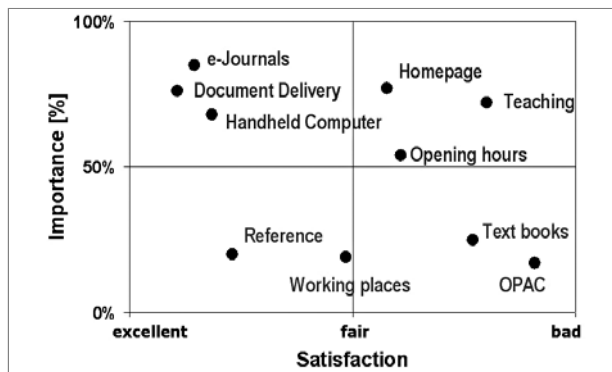 100%
e-Journals
Homepage
Document Delivery
Teaching
Handheld Computer
Importance [%]
Opening hours
50%
Reference
Text books
Working places
OPAC
0%
excellent
fair
bad
Satisfaction